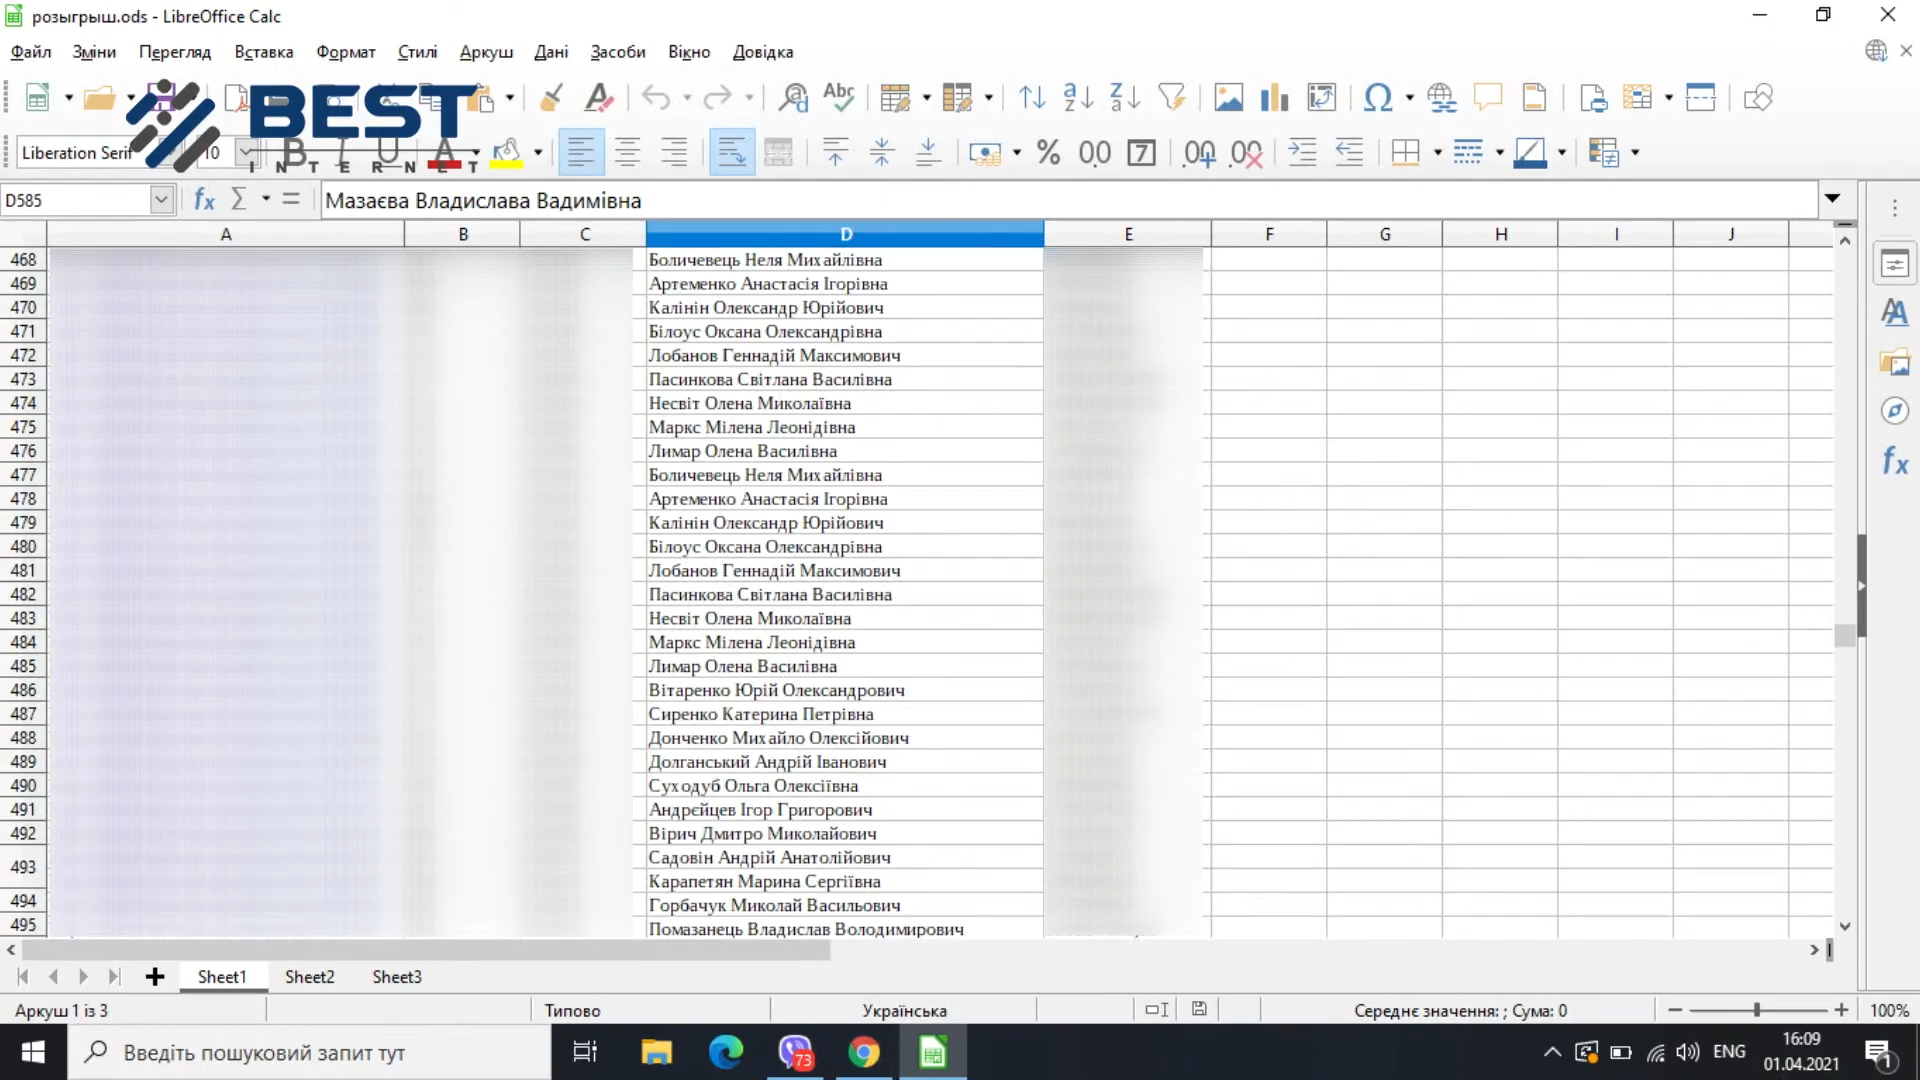 розыгрыш.ods - LibreOffice Calc
Файл Зміни Перегляд Вставка Формат Стилі Аркуш Дані Засоби Вікно Довідка
BEST
INTERNET
Liberation Serif 10
D585 Мазаєва Владислава Вадимівна
A B C D E F G H I J
468 Боличевець Неля Михайлівна
469 Артеменко Анастасія Ігорівна
470 Калінін Олександр Юрійович
471 Білоус Оксана Олександрівна
472 Лобанов Геннадій Максимович
473 Пасинкова Світлана Василівна
474 Несвіт Олена Миколаївна
475 Маркс Мілена Леонідівна
476 Лимар Олена Василівна
477 Боличевець Неля Михайлівна
478 Артеменко Анастасія Ігорівна
479 Калінін Олександр Юрійович
480 Білоус Оксана Олександрівна
481 Лобанов Геннадій Максимович
482 Пасинкова Світлана Василівна
483 Несвіт Олена Миколаївна
484 Маркс Мілена Леонідівна
485 Лимар Олена Василівна
486 Вітаренко Юрій Олександрович
487 Сиренко Катерина Петрівна
488 Донченко Михайло Олексійович
489 Долганський Андрій Іванович
490 Суходуб Ольга Олексіївна
491 Андрєйцев Ігор Григорович
492 Вірич Дмитро Миколайович
493 Садовін Андрій Анатолійович
Карапетян Марина Сергіївна
494 Горбачук Миколай Васильович
495 Помазанець Владислав Володимирович
Sheet1 Sheet2 Sheet3
Аркуш 1 із 3 Типово Українська Середнє значення: ; Сума: 0 100%
Введіть пошуковий запит тут 73 ENG 16:09
01.04.2021 1